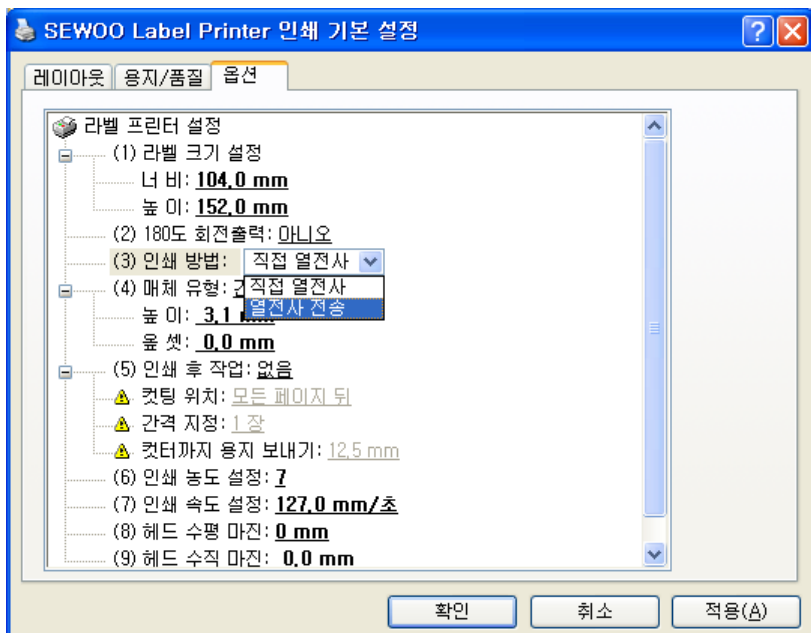 SEWOO Label Printer 인쇄 기본 설정
레이아웃 용지/품질 옵션
라벨 프린터 설정
(1) 라벨 크기 설정
너 비: 104.0 mm
높 이: 152.0 mm
(2) 180도 회전출력: 아니오
(3) 인쇄 방법: 직접 열전사
직접 열전사
열전사 전송
(4) 매체 유형:
높 이: 3.1 mm
옾 셋: 0.0 mm
(5) 인쇄 후 작업: 없음
컷팅 위치: 모든 페이지 뒤
간격 지정: 1 장
컷터까지 용지 보내기: 12.5 mm
(6) 인쇄 농도 설정: 7
(7) 인쇄 속도 설정: 127.0 mm/초
(8) 헤드 수평 마진: 0 mm
(9) 헤드 수직 마진: 0.0 mm
확인 취소 적용(A)